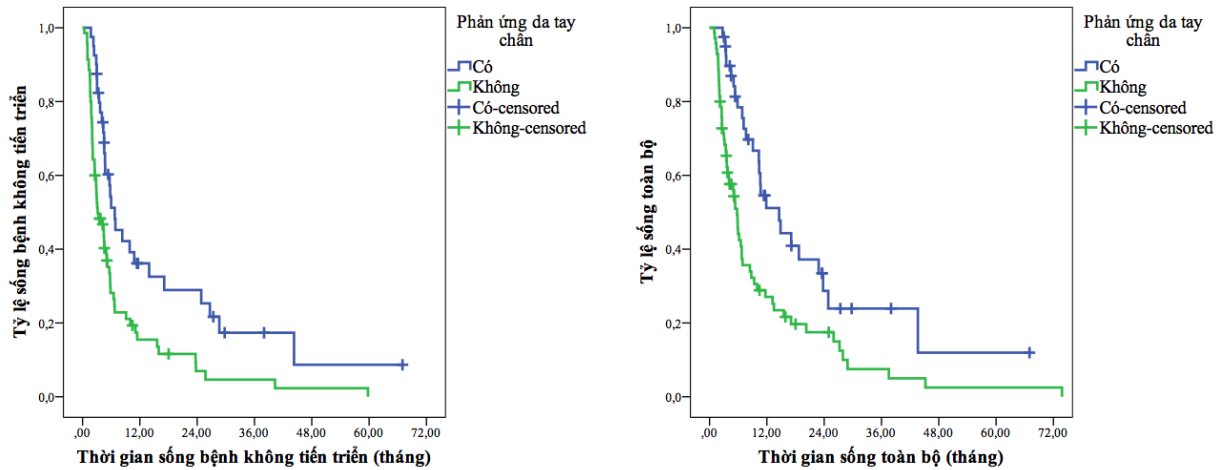 Phản ứng da tay
chân
Có
Không
Có-censored
Không-censored
Tỷ lệ sống bệnh không tiến triển
1,0
0,8
0,6
0,4
0,2
0,0
,00
12,00
24,00
36,00
48,00
60,00
72,00
Thời gian sống bệnh không tiến triển (tháng)
Phản ứng da tay
chân
Có
Không
Có-censored
Không-censored
Tỷ lệ sống toàn bộ
1,0
0,8
0,6
0,4
0,2
0,0
,00
12,00
24,00
36,00
48,00
60,00
72,00
Thời gian sống toàn bộ (tháng)